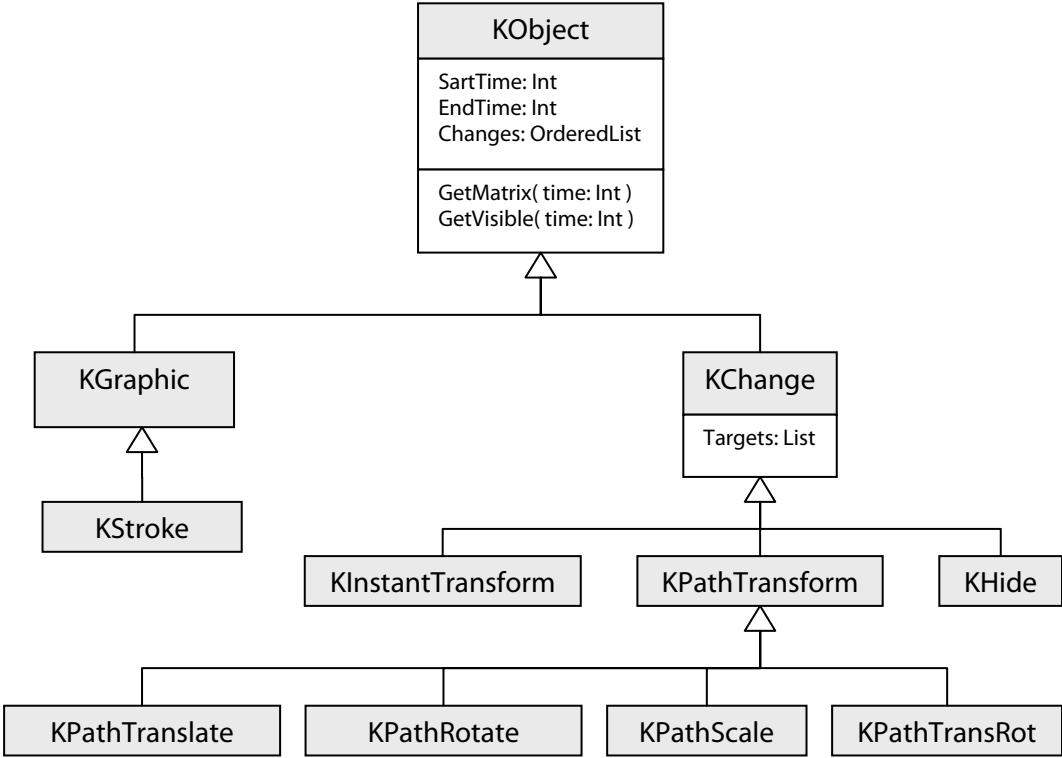 KObject
SartTime: Int
EndTime: Int
Changes: OrderedList
GetMatrix( time: Int )
GetVisible( time: Int )
KGraphic
KChange
Targets: List
KStroke
KInstantTransform
KPathTransform
KHide
KPathTranslate
KPathRotate
KPathScale
KPathTransRot